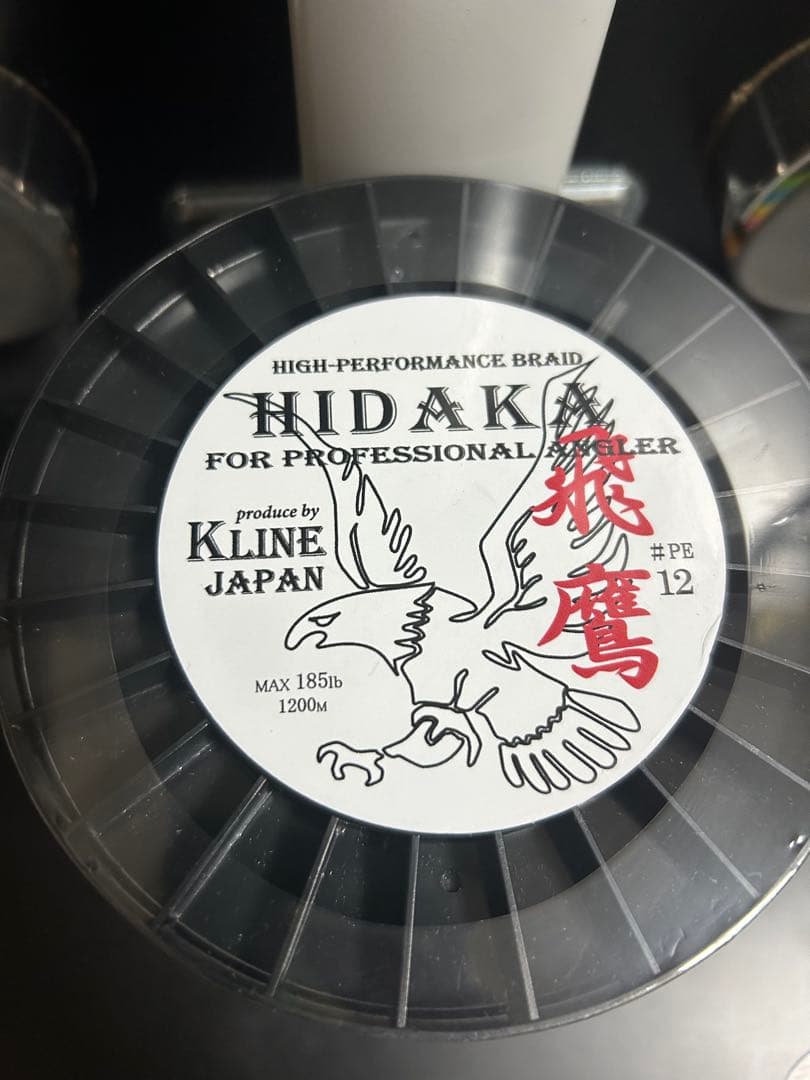 HIGH-PERFORMANCE BRAID
HIDAKA
FOR PROFESSIONAL ANGLER
飛鷹
produce by
KLINE
JAPAN
#PE
12
MAX 185lb
1200M